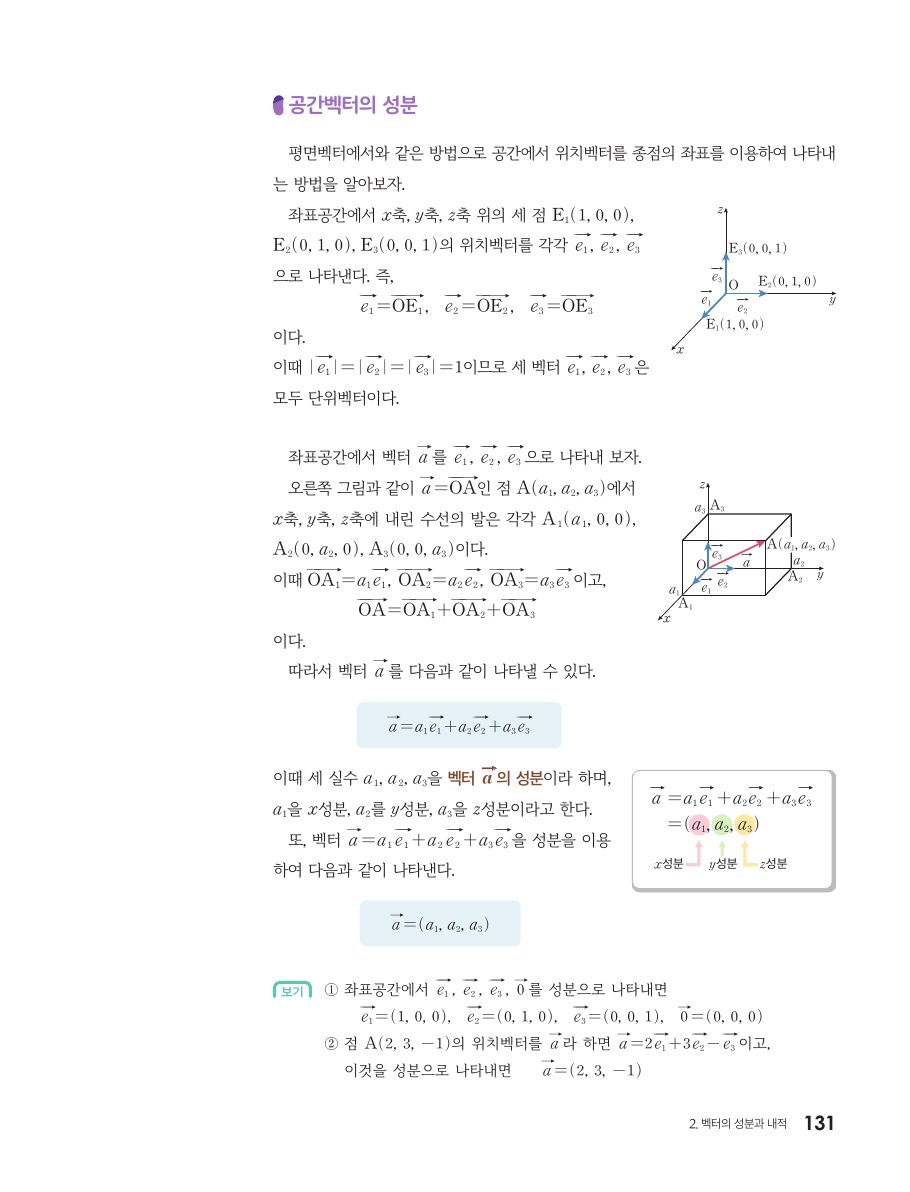 공간벡터의 성분
평면벡터에서와 같은 방법으로 공간에서 위치벡터를 종점의 좌표를 이용하여 나타내
는 방법을 알아보자.
좌표공간에서 x축, y축, z축 위의 세 점 E₁(1, 0, 0),
E₂(0, 1, 0), E₃(0, 0, 1)의 위치벡터를 각각 e₁⃗, e₂⃗, e₃⃗
으로 나타낸다. 즉,
e₁⃗=OE₁⃗, e₂⃗=OE₂⃗, e₃⃗=OE₃⃗
이다.
이때 |e₁⃗|=|e₂⃗|=|e₃⃗|=1이므로 세 벡터 e₁⃗, e₂⃗, e₃⃗은
모두 단위벡터이다.
z
E₃(0, 0, 1)
e₃⃗
O
E₂(0, 1, 0)
e₁⃗
e₂⃗
y
E₁(1, 0, 0)
x
좌표공간에서 벡터 a⃗를 e₁⃗, e₂⃗, e₃⃗으로 나타내 보자.
오른쪽 그림과 같이 a⃗=OA⃗인 점 A(a₁, a₂, a₃)에서
x축, y축, z축에 내린 수선의 발은 각각 A₁(a₁, 0, 0),
A₂(0, a₂, 0), A₃(0, 0, a₃)이다.
이때 OA₁⃗=a₁e₁⃗, OA₂⃗=a₂e₂⃗, OA₃⃗=a₃e₃⃗이고,
OA⃗=OA₁⃗+OA₂⃗+OA₃⃗
이다.
따라서 벡터 a⃗를 다음과 같이 나타낼 수 있다.
z
a₃ A₃
A(a₁, a₂, a₃)
e₃⃗
a⃗
O
a₂
A₂
y
e₂⃗
e₁⃗
a₁
A₁
x
a⃗=a₁e₁⃗+a₂e₂⃗+a₃e₃⃗
이때 세 실수 a₁, a₂, a₃을 벡터 a⃗의 성분이라 하며,
a₁을 x성분, a₂를 y성분, a₃을 z성분이라고 한다.
또, 벡터 a⃗=a₁e₁⃗+a₂e₂⃗+a₃e₃⃗을 성분을 이용
하여 다음과 같이 나타낸다.
a⃗=a₁e₁⃗+a₂e₂⃗+a₃e₃⃗
=(a₁, a₂, a₃)
x성분 y성분 z성분
a⃗=(a₁, a₂, a₃)
보기 ① 좌표공간에서 e₁⃗, e₂⃗, e₃⃗, 0⃗를 성분으로 나타내면
e₁⃗=(1, 0, 0), e₂⃗=(0, 1, 0), e₃⃗=(0, 0, 1), 0⃗=(0, 0, 0)
② 점 A(2, 3, −1)의 위치벡터를 a⃗라 하면 a⃗=2e₁⃗+3e₂⃗−e₃⃗이고,
이것을 성분으로 나타내면 a⃗=(2, 3, −1)
2. 벡터의 성분과 내적 131